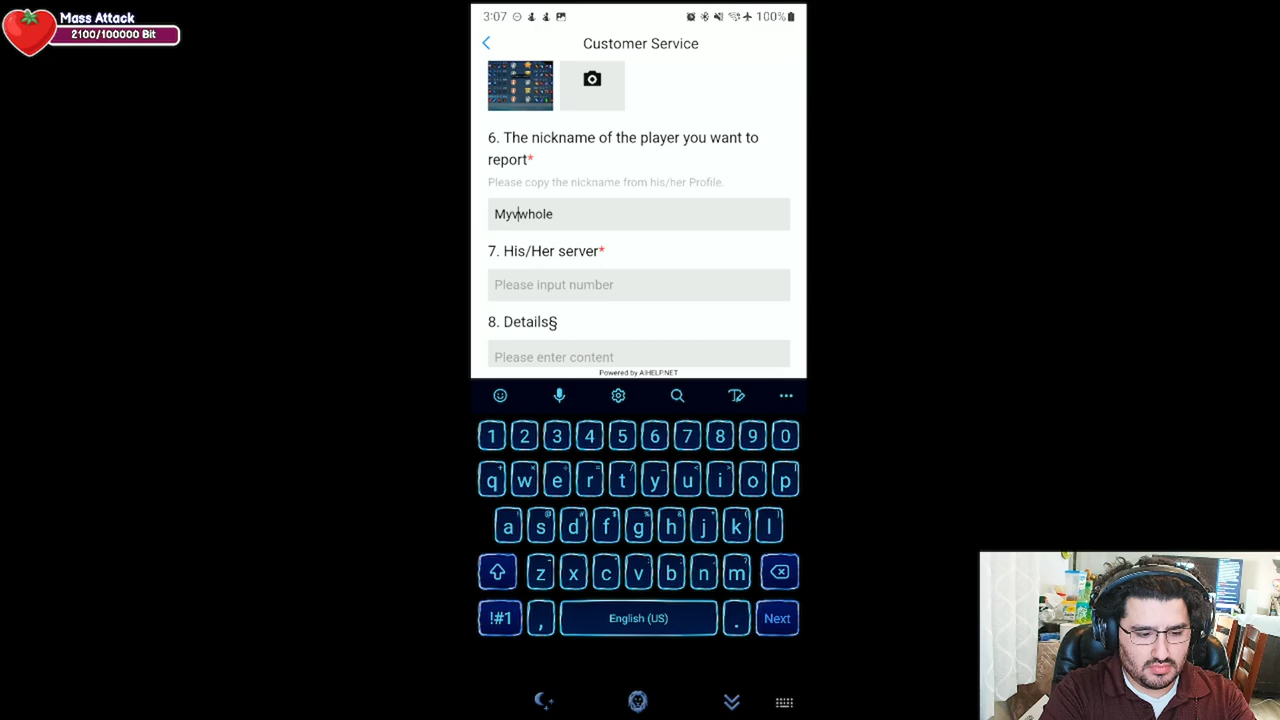 Mass Attack
2100/100000 Bit
3:07 100%
Customer Service
6. The nickname of the player you want to
report*
Please copy the nickname from his/her Profile.
Myvwhole
7. His/Her server*
Please input number
8. Details§
Please enter content
Powered by AIHELP.NET
1 2 3 4 5 6 7 8 9 0
q w e r t y u i o p
a s d f g h j k l
z x c v b n m
!#1 , English (US) . Next